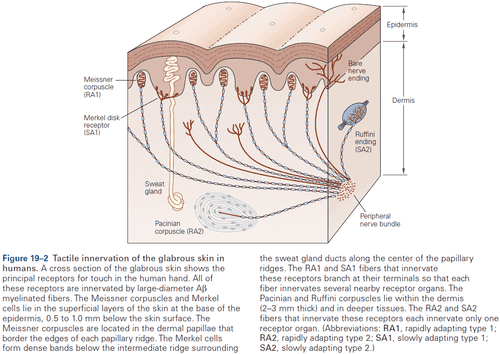 Epidermis
Meissner
corpuscle
(RA1)
Bare
nerve
ending
Merkel disk
receptor
(SA1)
Dermis
Ruffini
ending
(SA2)
Sweat
gland
Pacinian
corpuscle (RA2)
Peripheral
nerve bundle
Figure 19–2 Tactile innervation of the glabrous skin in
humans. A cross section of the glabrous skin shows the
principal receptors for touch in the human hand. All of
these receptors are innervated by large-diameter Aβ
myelinated fibers. The Meissner corpuscles and Merkel
cells lie in the superficial layers of the skin at the base of the
epidermis, 0.5 to 1.0 mm below the skin surface. The
Meissner corpuscles are located in the dermal papillae that
border the edges of each papillary ridge. The Merkel cells
form dense bands below the intermediate ridge surrounding
the sweat gland ducts along the center of the papillary
ridges. The RA1 and SA1 fibers that innervate
these receptors branch at their terminals so that each
fiber innervates several nearby receptor organs. The
Pacinian and Ruffini corpuscles lie within the dermis
(2–3 mm thick) and in deeper tissues. The RA2 and SA2
fibers that innervate these receptors each innervate only one
receptor organ. (Abbreviations: RA1, rapidly adapting type 1;
RA2, rapidly adapting type 2; SA1, slowly adapting type 1;
SA2, slowly adapting type 2.)